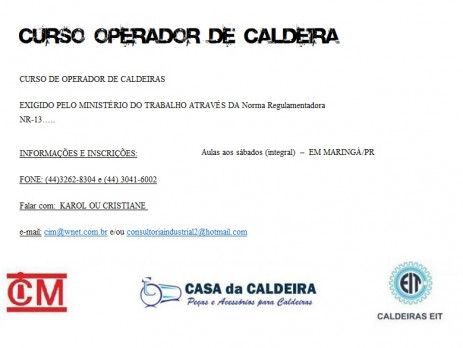 CURSO OPERADOR DE CALDEIRA
CURSO DE OPERADOR DE CALDEIRAS
EXIGIDO PELO MINISTÉRIO DO TRABALHO ATRAVÉS DA Norma Regulamentadora
NR-13.....
INFORMAÇÕES E INSCRIÇÕES: Aulas aos sábados (integral) – EM MARINGÁ/PR
FONE: (44)3262-8304 e (44) 3041-6002
Falar com: KAROL OU CRISTIANE
e-mail: cim@wnet.com.br e/ou consultoriaindustrial2@hotmail.com
CIM
CASA da CALDEIRA
Peças e Acessórios para Caldeiras
EIT
CALDEIRAS EIT